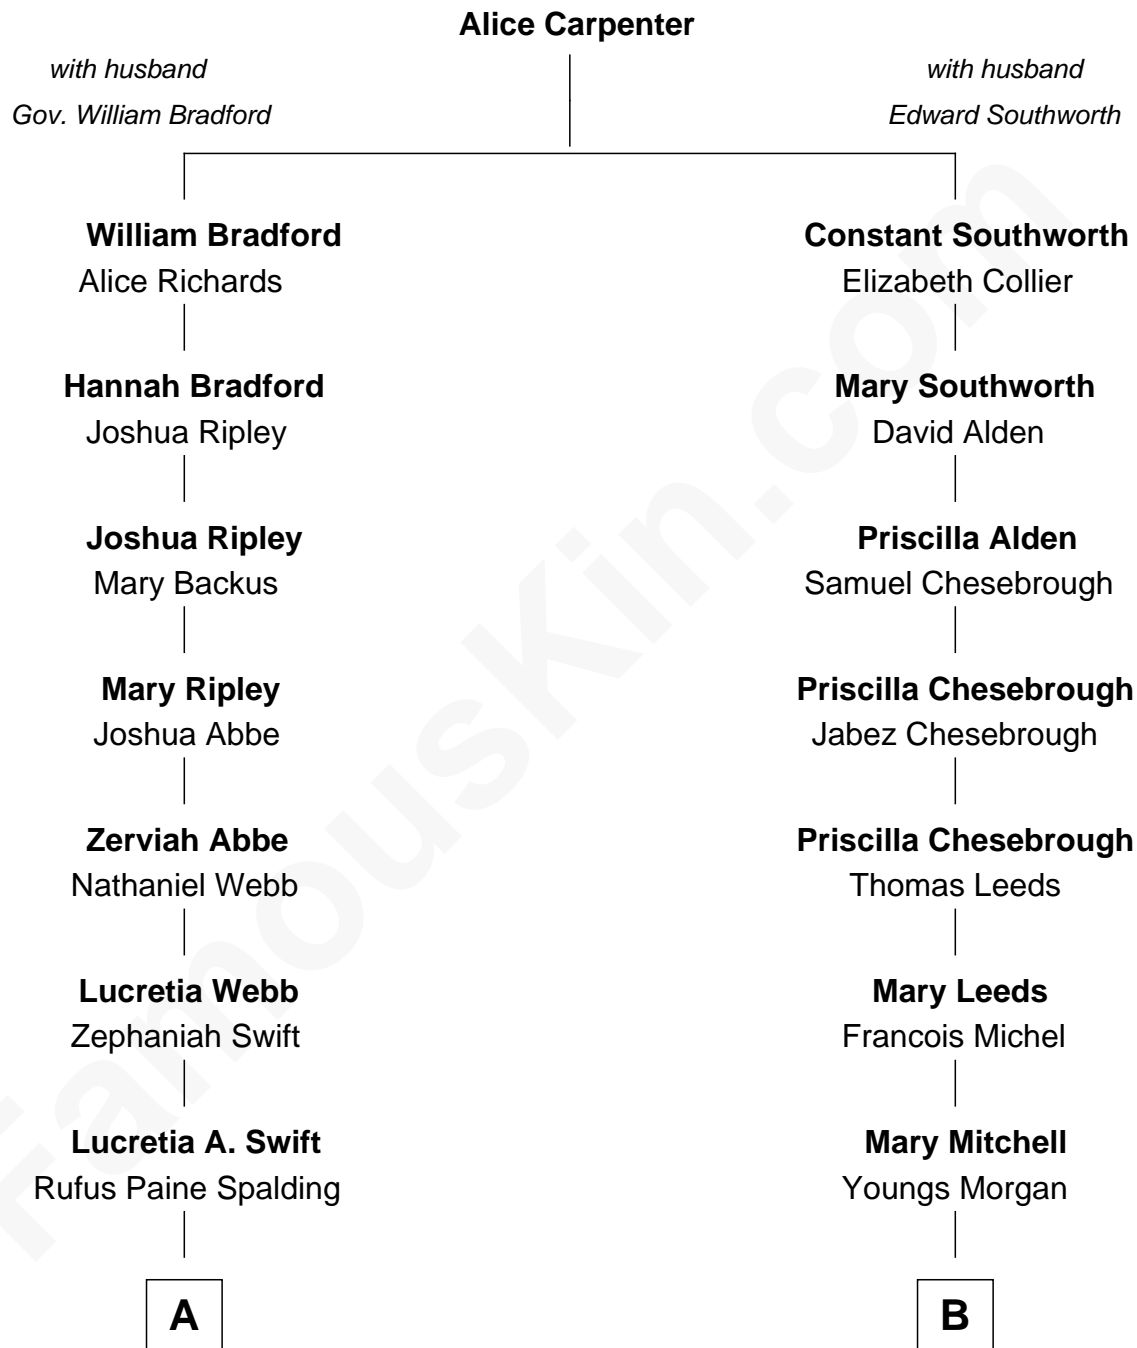 Alice Carpenter
with husband
Gov. William Bradford
with husband
Edward Southworth
William Bradford
Alice Richards
Hannah Bradford
Joshua Ripley
Joshua Ripley
Mary Backus
Mary Ripley
Joshua Abbe
Zerviah Abbe
Nathaniel Webb
Lucretia Webb
Zephaniah Swift
Lucretia A. Swift
Rufus Paine Spalding
A
Constant Southworth
Elizabeth Collier
Mary Southworth
David Alden
Priscilla Alden
Samuel Chesebrough
Priscilla Chesebrough
Jabez Chesebrough
Priscilla Chesebrough
Thomas Leeds
Mary Leeds
Francois Michel
Mary Mitchell
Youngs Morgan
B
FamousKin.com